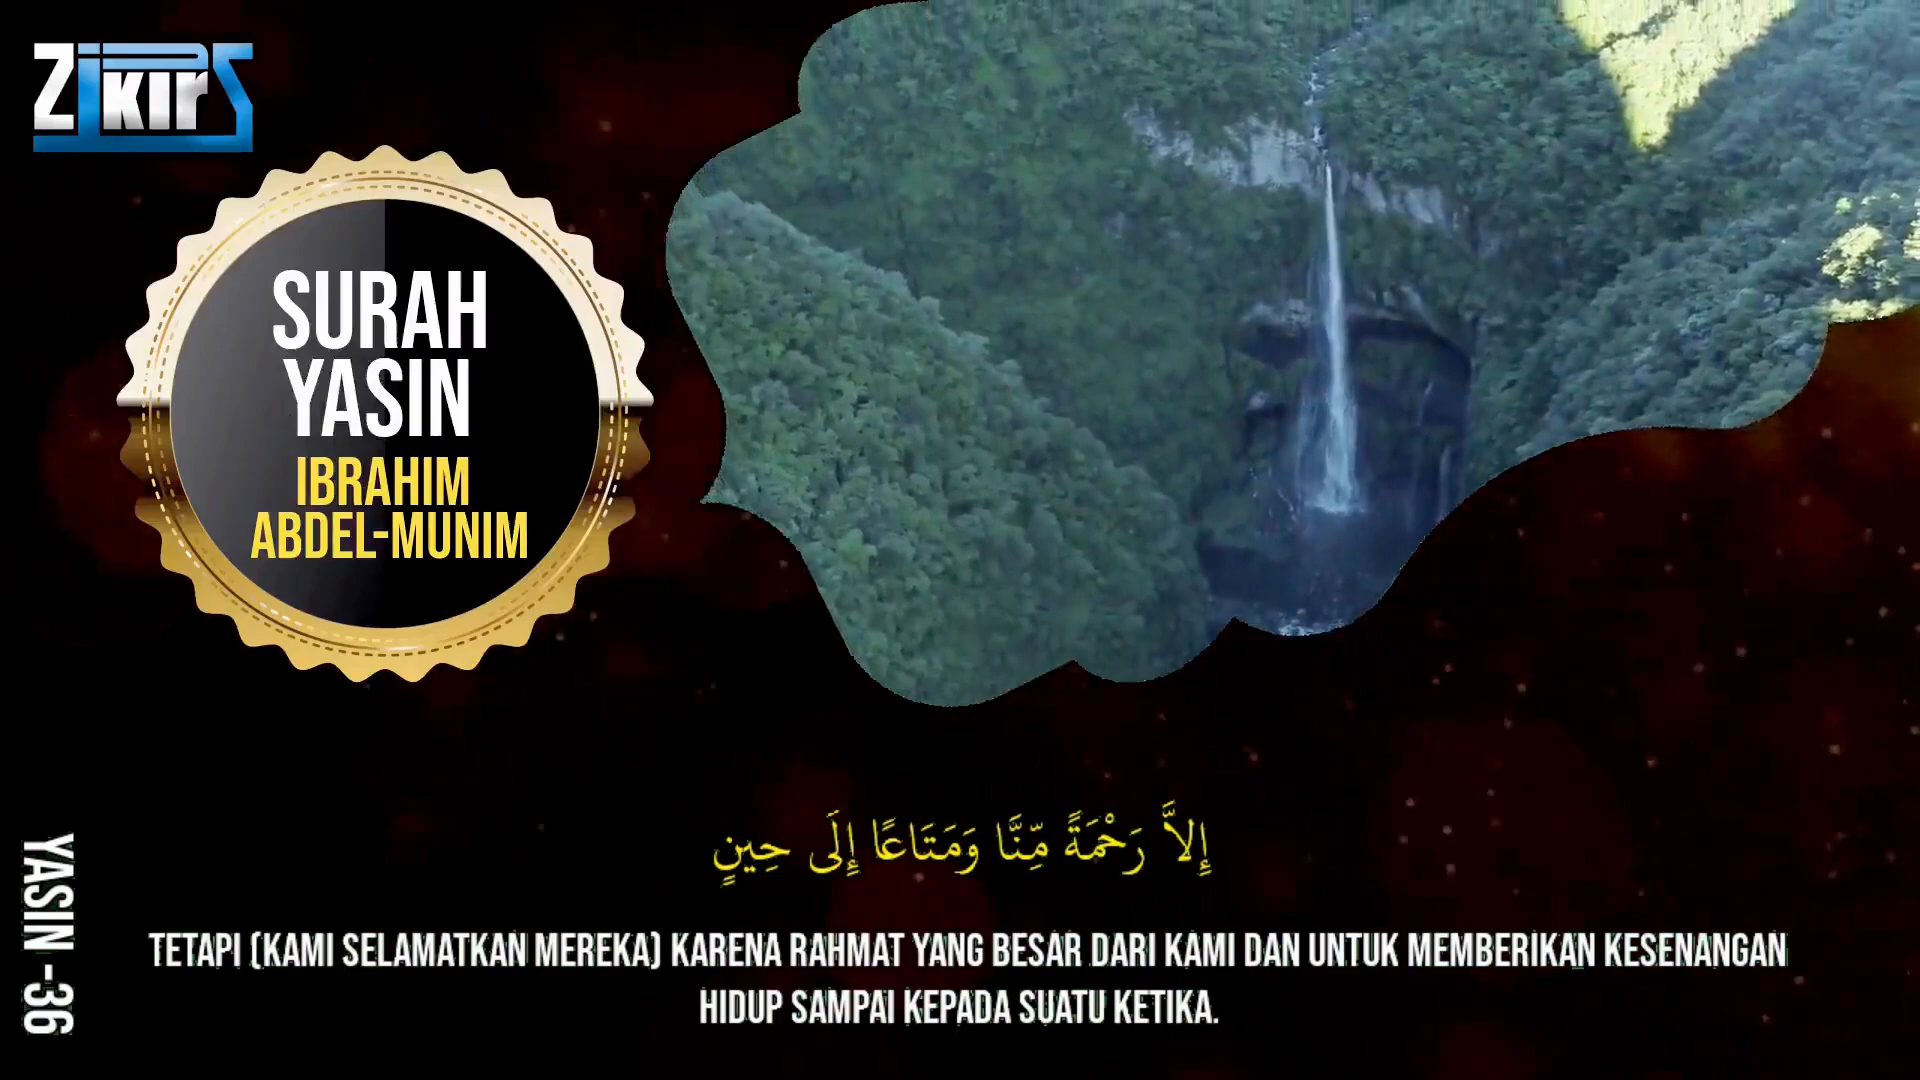 ZikirS
SURAH
YASIN
IBRAHIM
ABDEL-MUNIM
إِلاَّ رَحْمَةً مِّنَّا وَمَتَاعًا إِلَى حِينٍ
TETAPI (KAMI SELAMATKAN MEREKA) KARENA RAHMAT YANG BESAR DARI KAMI DAN UNTUK MEMBERIKAN KESENANGAN
HIDUP SAMPAI KEPADA SUATU KETIKA.
YASIN -36